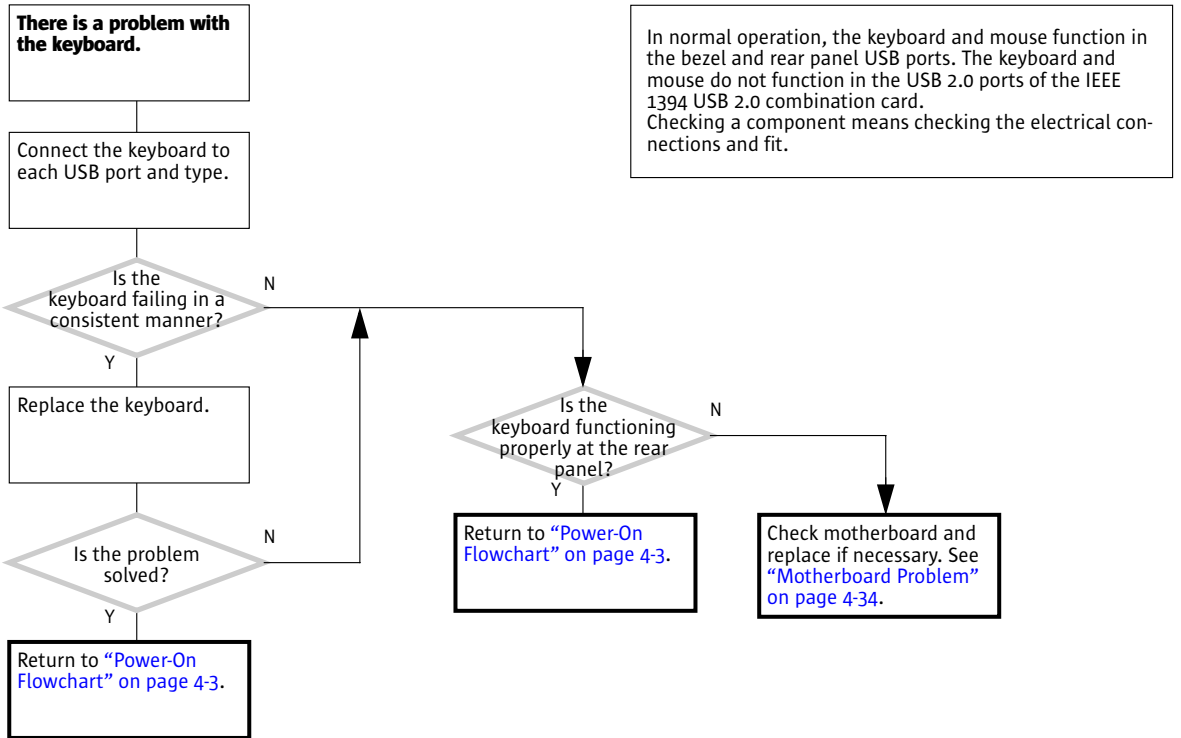 There is a problem with
the keyboard.
In normal operation, the keyboard and mouse function in
the bezel and rear panel USB ports. The keyboard and
mouse do not function in the USB 2.0 ports of the IEEE
1394 USB 2.0 combination card.
Checking a component means checking the electrical con-
nections and fit.
Connect the keyboard to
each USB port and type.
Is the
keyboard failing in a
consistent manner?
N
Y
Replace the keyboard.
Is the problem
solved?
N
Y
Return to “Power-On
Flowchart” on page 4-3.
Is the
keyboard functioning
properly at the rear
panel?
N
Y
Return to “Power-On
Flowchart” on page 4-3.
Check motherboard and
replace if necessary. See
“Motherboard Problem”
on page 4-34.